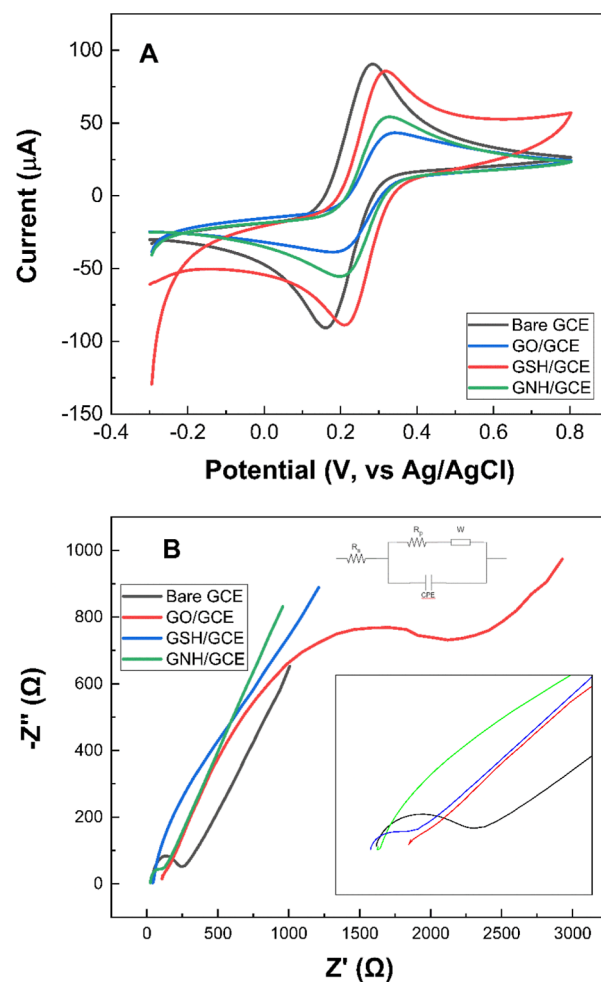 A
100
50
0
-50
-100
-150
Current (μA)
Bare GCE
GO/GCE
GSH/GCE
GNH/GCE
-0.4 -0.2 0.0 0.2 0.4 0.6 0.8
Potential (V, vs Ag/AgCl)
B
1000
800
600
400
200
0
-Z" (Ω)
Bare GCE
GO/GCE
GSH/GCE
GNH/GCE
Rs
Rp
W
CPE
0 500 1000 1500 2000 2500 3000
Z' (Ω)